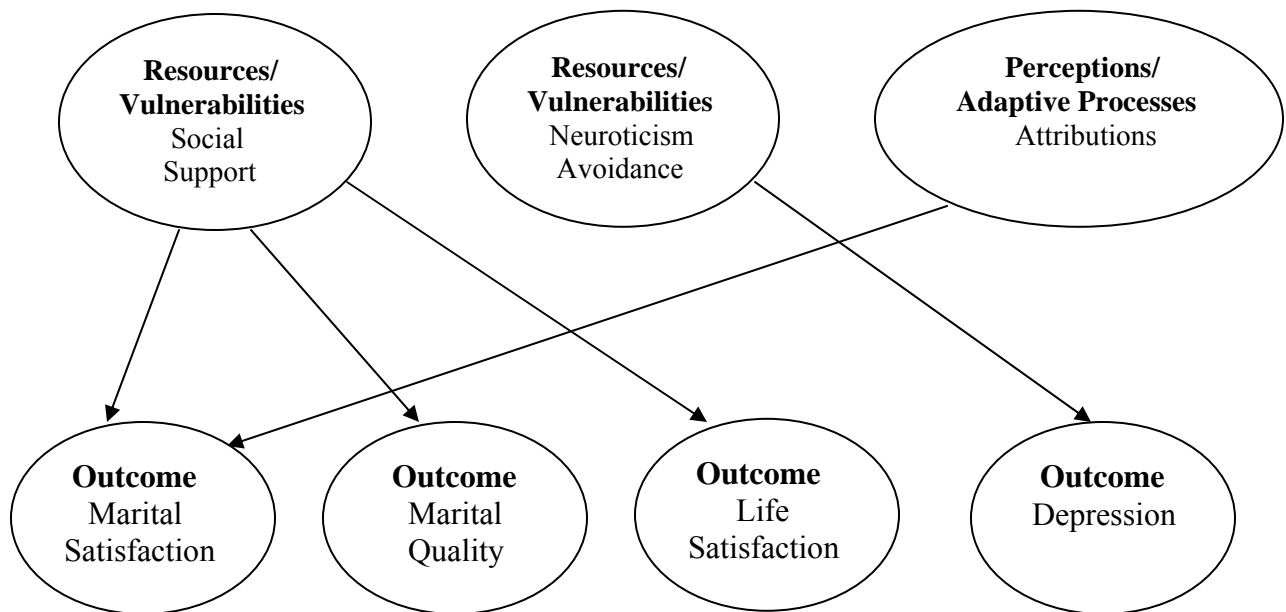 Resources/
Vulnerabilities
Social
Support
Resources/
Vulnerabilities
Neuroticism
Avoidance
Perceptions/
Adaptive Processes
Attributions
Outcome
Marital
Satisfaction
Outcome
Marital
Quality
Outcome
Life
Satisfaction
Outcome
Depression